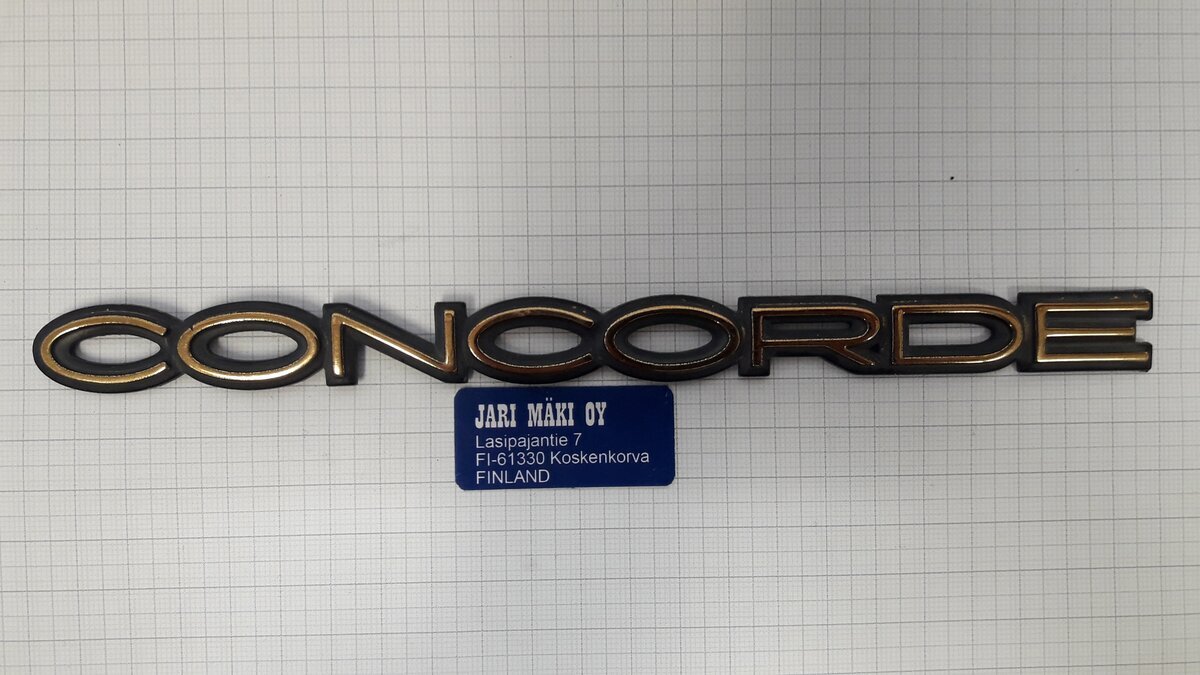 CONCORDE
JARI MÄKI OY
Lasipajantie 7
FI-61330 Koskenkorva
FINLAND